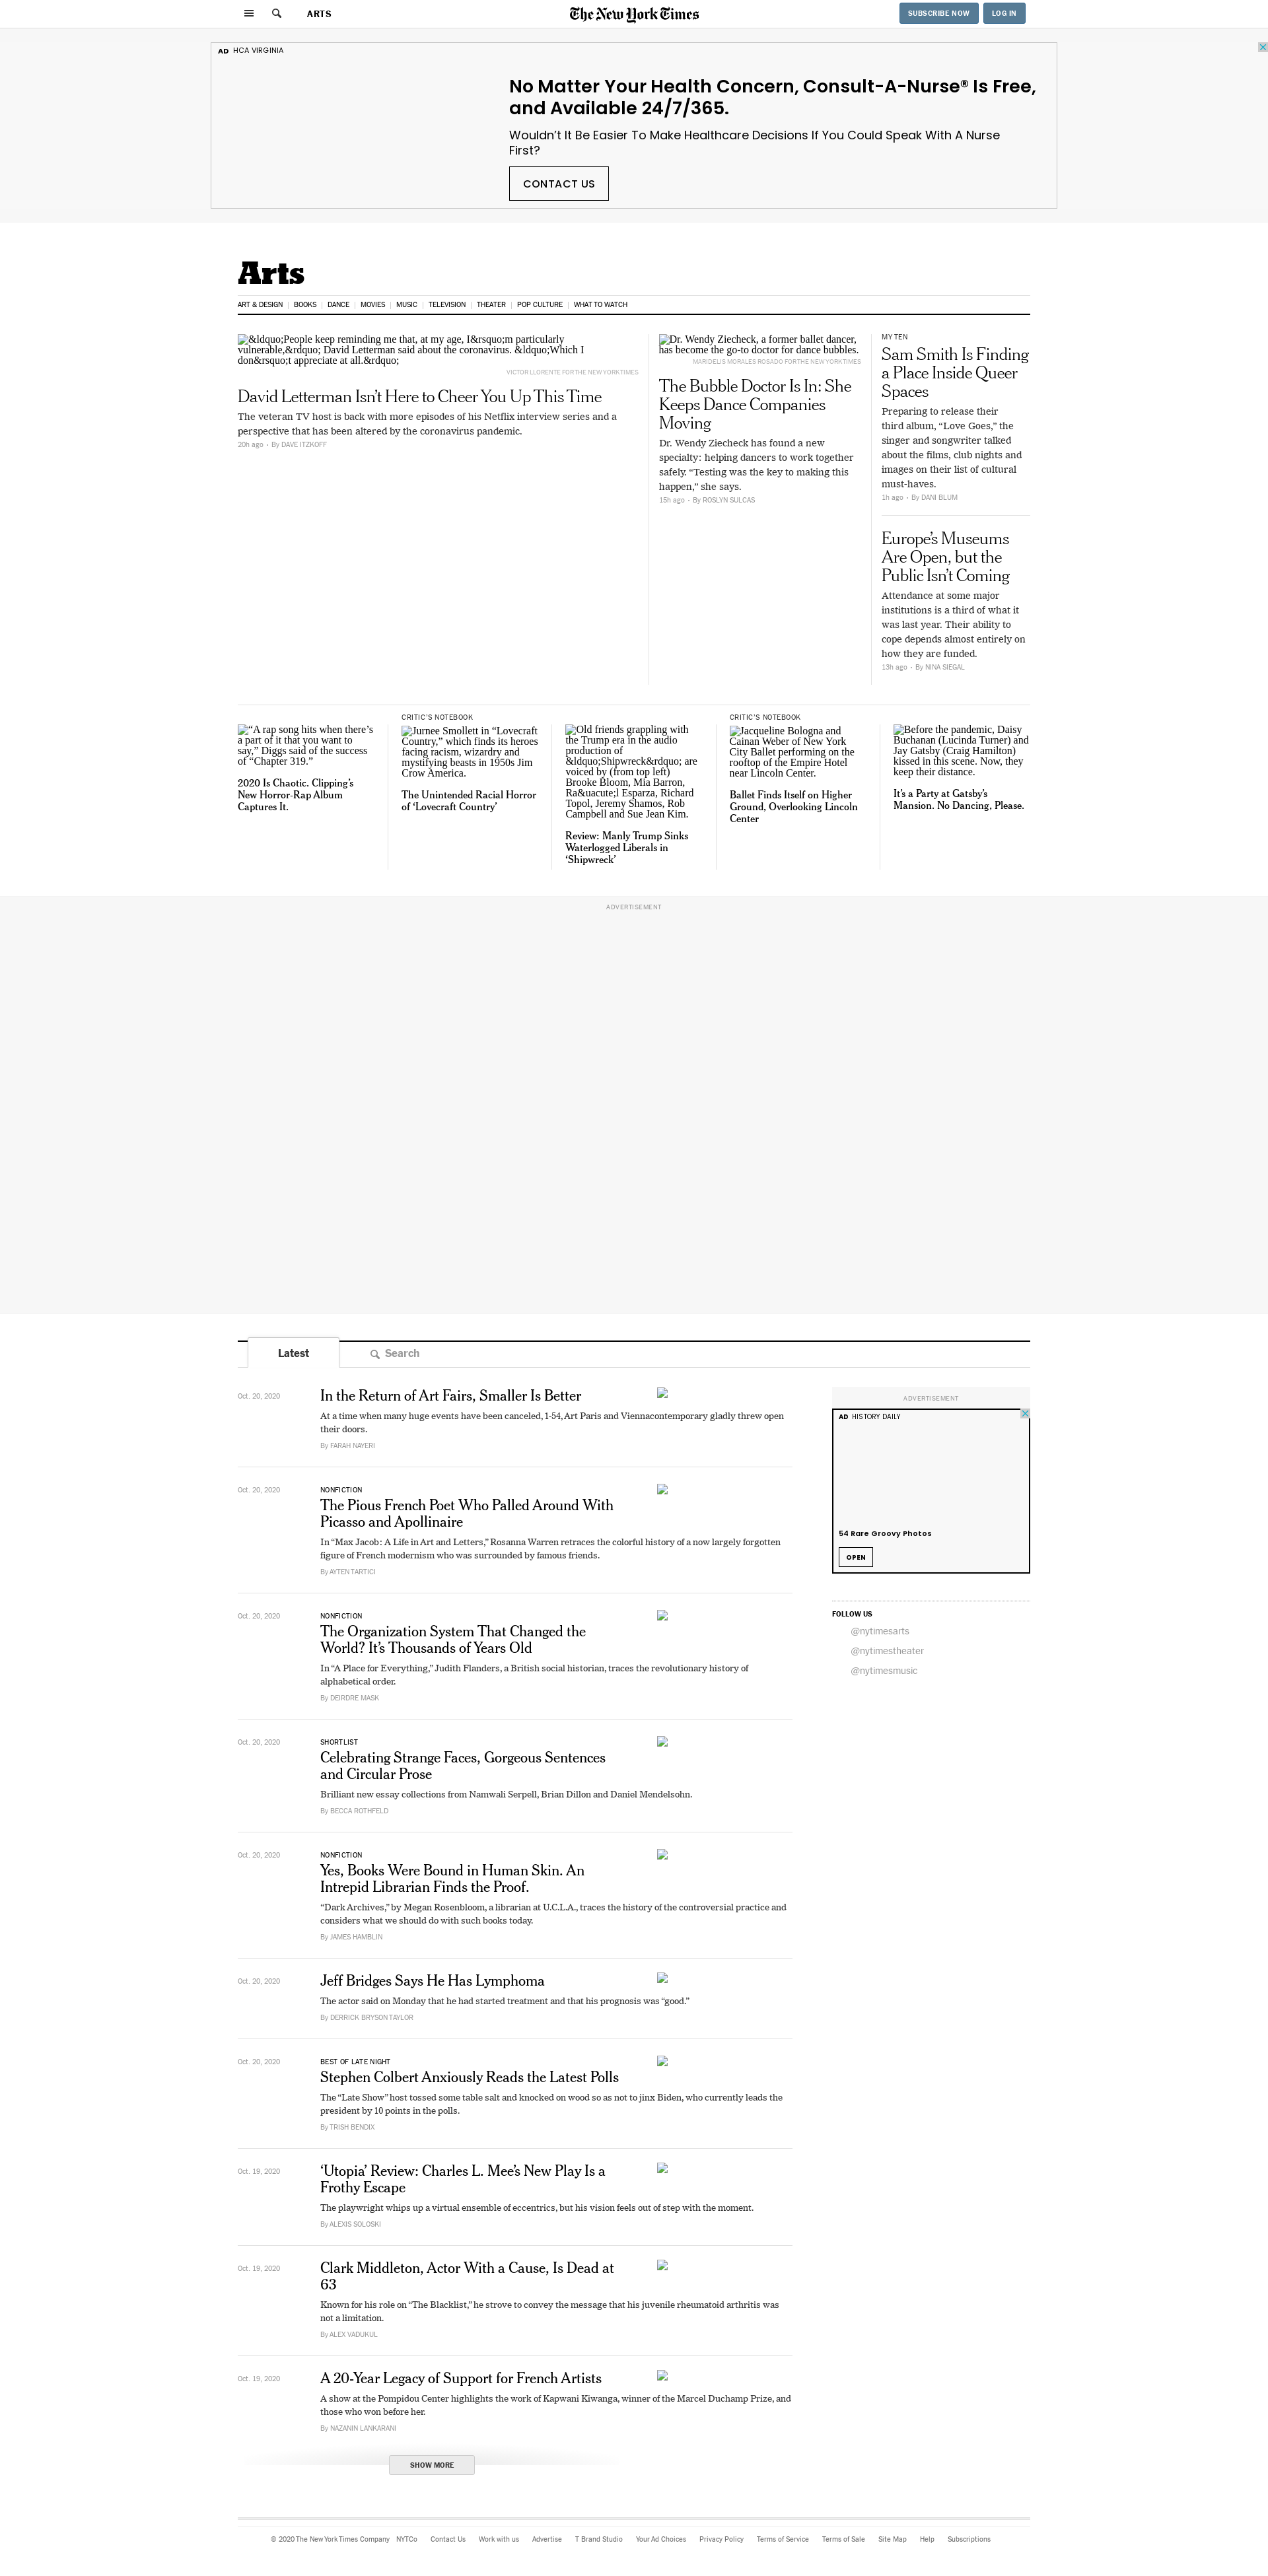 ARTS
The New York Times
SUBSCRIBE NOW
LOG IN
AD HCA VIRGINIA
No Matter Your Health Concern, Consult-A-Nurse® Is Free,
and Available 24/7/365.
Wouldn’t It Be Easier To Make Healthcare Decisions If You Could Speak With A Nurse
First?
CONTACT US
Arts
ART & DESIGN | BOOKS | DANCE | MOVIES | MUSIC | TELEVISION | THEATER | POP CULTURE | WHAT TO WATCH
&ldquo;People keep reminding me that, at my age, I&rsquo;m particularly
vulnerable,&rdquo; David Letterman said about the coronavirus. &ldquo;Which I
don&rsquo;t appreciate at all.&rdquo;
VICTOR LLORENTE FOR THE NEW YORK TIMES
David Letterman Isn’t Here to Cheer You Up This Time
The veteran TV host is back with more episodes of his Netflix interview series and a
perspective that has been altered by the coronavirus pandemic.
20h ago · By DAVE ITZKOFF
Dr. Wendy Ziecheck, a former ballet dancer,
has become the go-to doctor for dance bubbles.
MARIDELIS MORALES ROSADO FOR THE NEW YORK TIMES
The Bubble Doctor Is In: She
Keeps Dance Companies
Moving
Dr. Wendy Ziecheck has found a new
specialty: helping dancers to work together
safely. “Testing was the key to making this
happen,” she says.
15h ago · By ROSLYN SULCAS
MY TEN
Sam Smith Is Finding
a Place Inside Queer
Spaces
Preparing to release their
third album, “Love Goes,” the
singer and songwriter talked
about the films, club nights and
images on their list of cultural
must-haves.
1h ago · By DANI BLUM
Europe’s Museums
Are Open, but the
Public Isn’t Coming
Attendance at some major
institutions is a third of what it
was last year. Their ability to
cope depends almost entirely on
how they are funded.
13h ago · By NINA SIEGAL
“A rap song hits when there’s
a part of it that you want to
say,” Diggs said of the success
of “Chapter 319.”
2020 Is Chaotic. Clipping’s
New Horror-Rap Album
Captures It.
CRITIC’S NOTEBOOK
Jurnee Smollett in “Lovecraft
Country,” which finds its heroes
facing racism, wizardry and
mystifying beasts in 1950s Jim
Crow America.
The Unintended Racial Horror
of ‘Lovecraft Country’
Old friends grappling with
the Trump era in the audio
production of
&ldquo;Shipwreck&rdquo; are
voiced by (from top left)
Brooke Bloom, Mia Barron,
Ra&uacute;l Esparza, Richard
Topol, Jeremy Shamos, Rob
Campbell and Sue Jean Kim.
Review: Manly Trump Sinks
Waterlogged Liberals in
‘Shipwreck’
CRITIC’S NOTEBOOK
Jacqueline Bologna and
Cainan Weber of New York
City Ballet performing on the
rooftop of the Empire Hotel
near Lincoln Center.
Ballet Finds Itself on Higher
Ground, Overlooking Lincoln
Center
Before the pandemic, Daisy
Buchanan (Lucinda Turner) and
Jay Gatsby (Craig Hamilton)
kissed in this scene. Now, they
keep their distance.
It’s a Party at Gatsby’s
Mansion. No Dancing, Please.
ADVERTISEMENT
Latest
Search
Oct. 20, 2020
In the Return of Art Fairs, Smaller Is Better
At a time when many huge events have been canceled, 1-54, Art Paris and Viennacontemporary gladly threw open
their doors.
By FARAH NAYERI
Oct. 20, 2020
NONFICTION
The Pious French Poet Who Palled Around With
Picasso and Apollinaire
In “Max Jacob: A Life in Art and Letters,” Rosanna Warren retraces the colorful history of a now largely forgotten
figure of French modernism who was surrounded by famous friends.
By AYTEN TARTICI
Oct. 20, 2020
NONFICTION
The Organization System That Changed the
World? It’s Thousands of Years Old
In “A Place for Everything,” Judith Flanders, a British social historian, traces the revolutionary history of
alphabetical order.
By DEIRDRE MASK
Oct. 20, 2020
SHORTLIST
Celebrating Strange Faces, Gorgeous Sentences
and Circular Prose
Brilliant new essay collections from Namwali Serpell, Brian Dillon and Daniel Mendelsohn.
By BECCA ROTHFELD
Oct. 20, 2020
NONFICTION
Yes, Books Were Bound in Human Skin. An
Intrepid Librarian Finds the Proof.
“Dark Archives,” by Megan Rosenbloom, a librarian at U.C.L.A., traces the history of the controversial practice and
considers what we should do with such books today.
By JAMES HAMBLIN
Oct. 20, 2020
Jeff Bridges Says He Has Lymphoma
The actor said on Monday that he had started treatment and that his prognosis was “good.”
By DERRICK BRYSON TAYLOR
Oct. 20, 2020
BEST OF LATE NIGHT
Stephen Colbert Anxiously Reads the Latest Polls
The “Late Show” host tossed some table salt and knocked on wood so as not to jinx Biden, who currently leads the
president by 10 points in the polls.
By TRISH BENDIX
Oct. 19, 2020
‘Utopia’ Review: Charles L. Mee’s New Play Is a
Frothy Escape
The playwright whips up a virtual ensemble of eccentrics, but his vision feels out of step with the moment.
By ALEXIS SOLOSKI
Oct. 19, 2020
Clark Middleton, Actor With a Cause, Is Dead at
63
Known for his role on “The Blacklist,” he strove to convey the message that his juvenile rheumatoid arthritis was
not a limitation.
By ALEX VADUKUL
Oct. 19, 2020
A 20-Year Legacy of Support for French Artists
A show at the Pompidou Center highlights the work of Kapwani Kiwanga, winner of the Marcel Duchamp Prize, and
those who won before her.
By NAZANIN LANKARANI
SHOW MORE
ADVERTISEMENT
AD HISTORY DAILY
54 Rare Groovy Photos
OPEN
FOLLOW US
@nytimesarts
@nytimestheater
@nytimesmusic
© 2020 The New York Times Company NYTCo Contact Us Work with us Advertise T Brand Studio Your Ad Choices Privacy Policy Terms of Service Terms of Sale Site Map Help Subscriptions